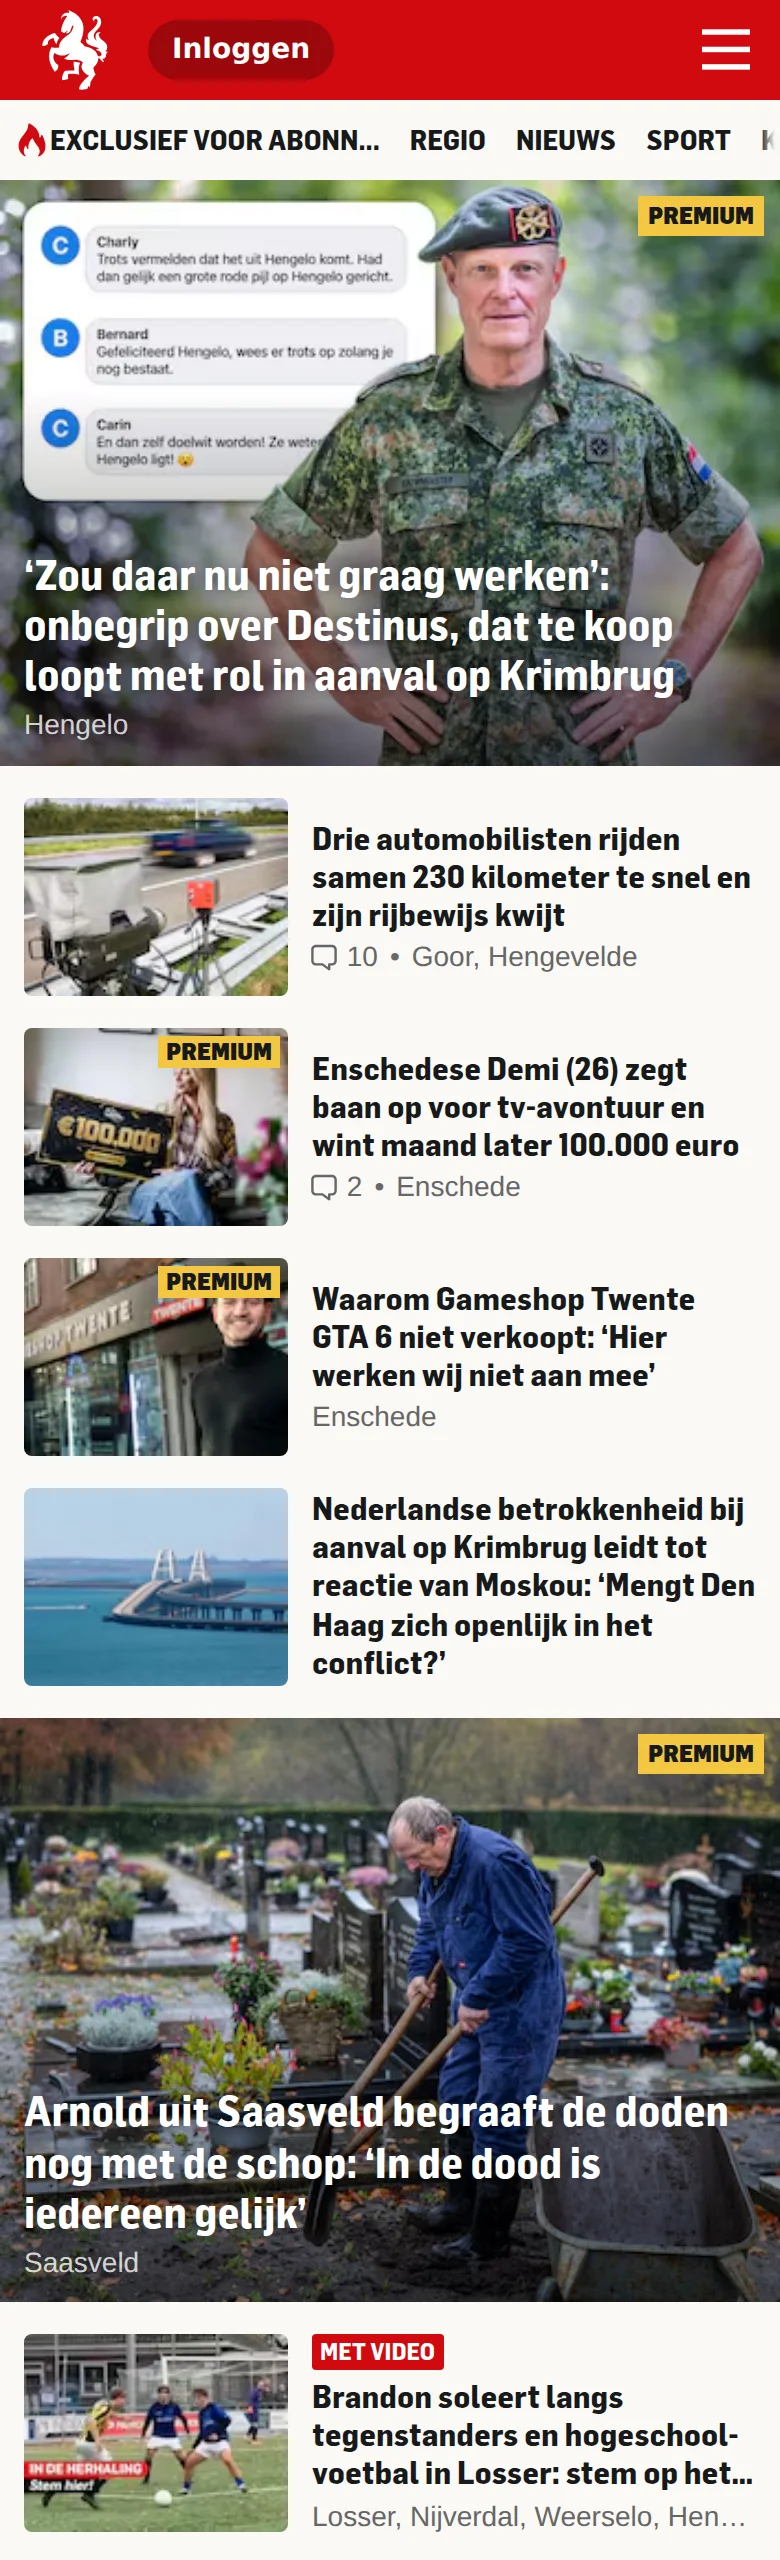 Inloggen
EXCLUSIEF VOOR ABONN... REGIO NIEUWS SPORT
PREMIUM
C
Charly
Trots vermelden dat het uit Hengelo komt. Had
dan gelijk een grote rode pijl op Hengelo gericht.
B
Bernard
Gefeliciteerd Hengelo, wees er trots op zolang je
nog bestaat.
C
Carin
En dan zelf doelwit worden! Ze weten
Hengelo ligt! 😲
‘Zou daar nu niet graag werken’:
onbegrip over Destinus, dat te koop
loopt met rol in aanval op Krimbrug
Hengelo
Drie automobilisten rijden
samen 230 kilometer te snel en
zijn rijbewijs kwijt
10 • Goor, Hengevelde
PREMIUM
€100.000
Enschedese Demi (26) zegt
baan op voor tv-avontuur en
wint maand later 100.000 euro
2 • Enschede
PREMIUM
TWENTE
TWENTE
Waarom Gameshop Twente
GTA 6 niet verkoopt: ‘Hier
werken wij niet aan mee’
Enschede
Nederlandse betrokkenheid bij
aanval op Krimbrug leidt tot
reactie van Moskou: ‘Mengt Den
Haag zich openlijk in het
conflict?’
PREMIUM
Arnold uit Saasveld begraaft de doden
nog met de schop: ‘In de dood is
iedereen gelijk’
Saasveld
IN DE HERHALING
Stem hier!
MET VIDEO
Brandon soleert langs
tegenstanders en hogeschool-
voetbal in Losser: stem op het...
Losser, Nijverdal, Weerselo, Hen...